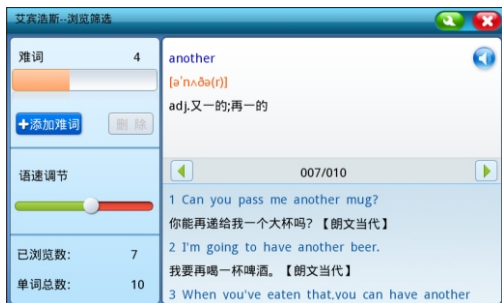 艾宾浩斯--浏览筛选
难词 4
+添加难词 删 除
语速调节
已浏览数: 7
单词总数: 10
another
[ə'nʌðə(r)]
adj.又一的;再一的
007/010
1 Can you pass me another mug?
你能再递给我一个大杯吗？【朗文当代】
2 I'm going to have another beer.
我要再喝一杯啤酒。【朗文当代】
3 When you've eaten that,you can have another